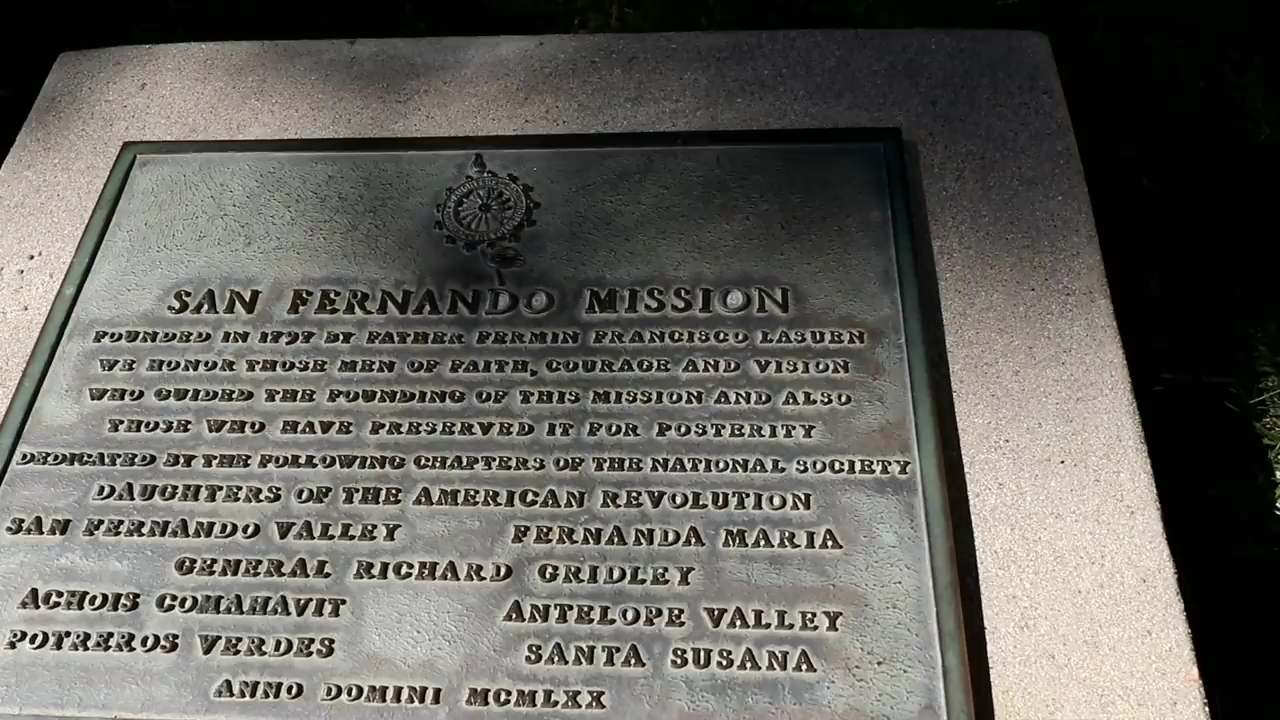 SAN FERNANDO MISSION
FOUNDED IN 1797 BY FATHER FERMIN FRANCISCO LASUEN
WE HONOR THOSE MEN OF FAITH, COURAGE AND VISION
WHO GUIDED THE FOUNDING OF THIS MISSION AND ALSO
THOSE WHO HAVE PRESERVED IT FOR POSTERITY
DEDICATED BY THE FOLLOWING CHAPTERS OF THE NATIONAL SOCIETY
DAUGHTERS OF THE AMERICAN REVOLUTION
SAN FERNANDO VALLEY FERNANDA MARIA
GENERAL RICHARD GRIDLEY
ACHOIS COMAHAVIT ANTELOPE VALLEY
POTREROS VERDES SANTA SUSANA
ANNO DOMINI MCMLXX